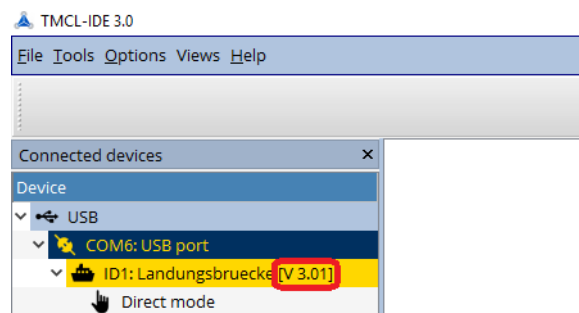 TMCL-IDE 3.0
File Tools Options Views Help
Connected devices
Device
USB
COM6: USB port
ID1: Landungsbruecke [V 3.01]
Direct mode